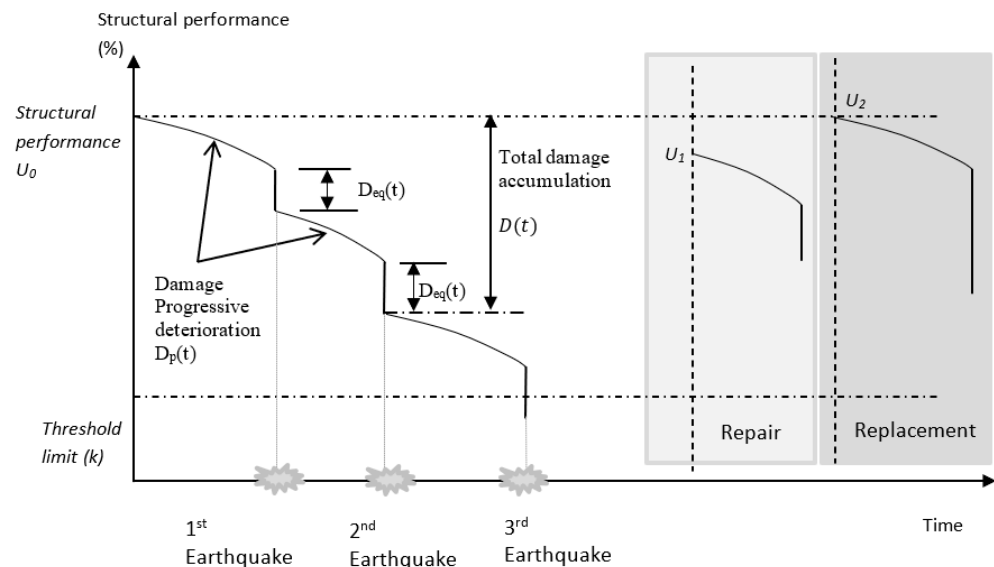 Structural performance
(%)
Structural
performance
U0
Deq(t)
Total damage
accumulation
D(t)
Deq(t)
Damage
Progressive
deterioration
Dp(t)
Threshold
limit (k)
U1
Repair
U2
Replacement
1st
Earthquake
2nd
Earthquake
3rd
Earthquake
Time